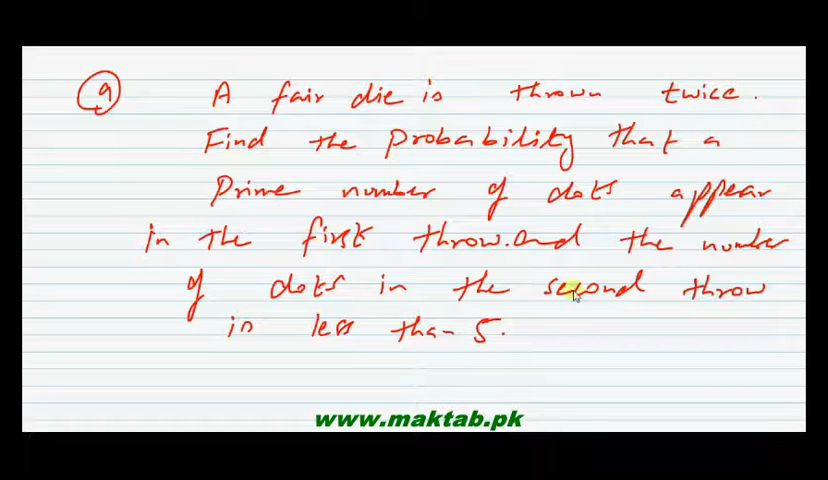 9 A fair die is thrown twice.
Find the probability that a
Prime number of dots appear
in the first throw. and the number
of dots in the second throw
is less than 5.
www.maktab.pk